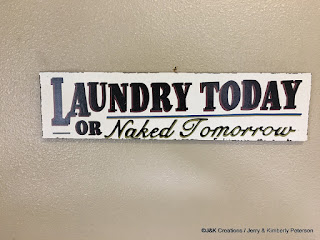 LAUNDRY TODAY
OR Naked Tomorrow
©J&K Creations / Jerry & Kimberly Peterson